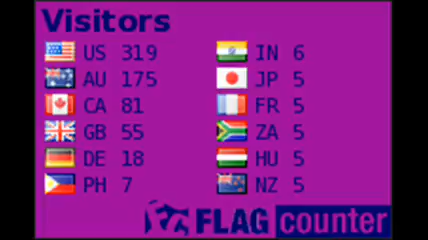 Visitors
US 319
AU 175
CA 81
GB 55
DE 18
PH 7
IN 6
JP 5
FR 5
ZA 5
HU 5
NZ 5
FLAG counter